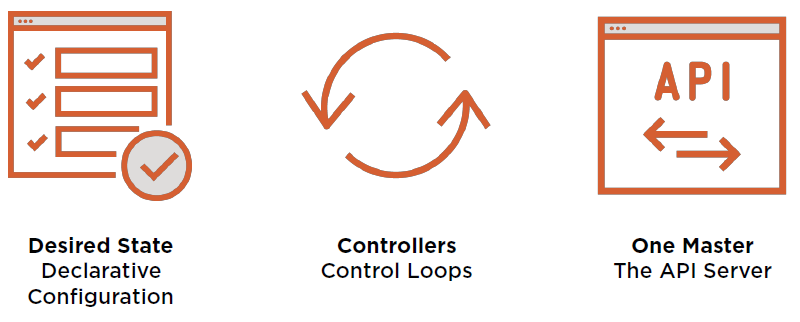 API
Desired State
Declarative
Configuration
Controllers
Control Loops
One Master
The API Server